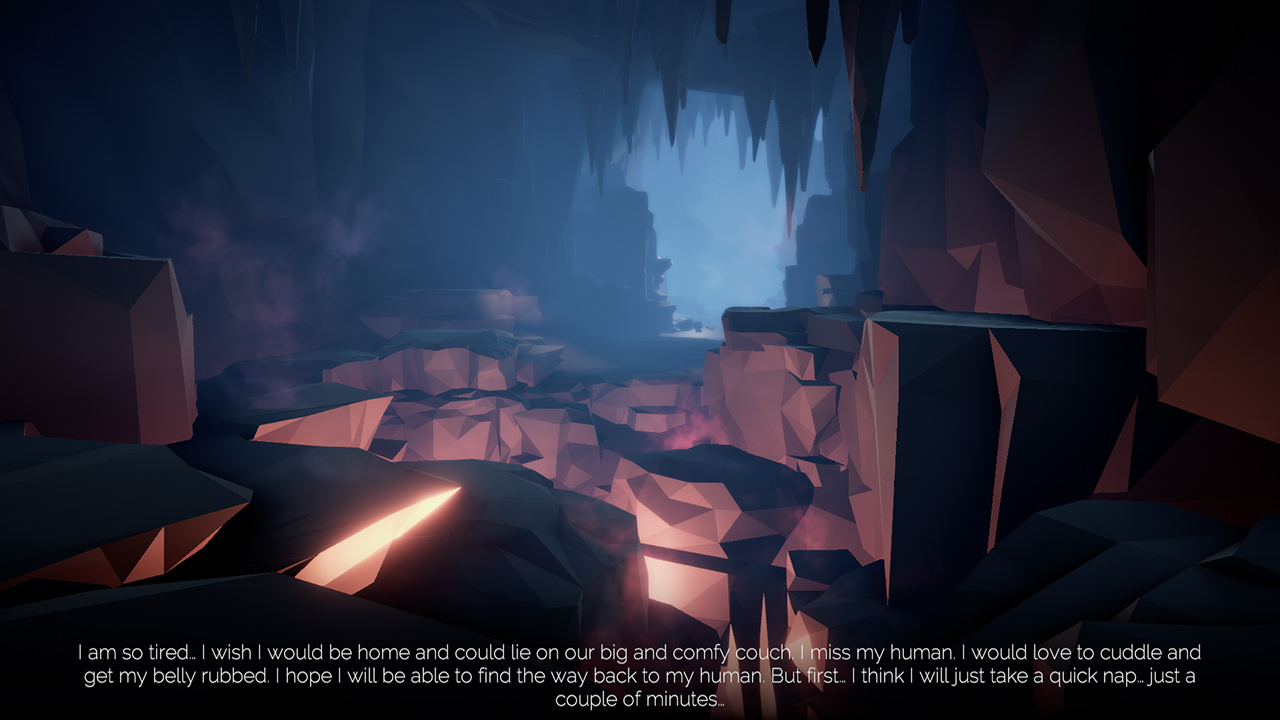 I am so tired... I wish I would be home and could lie on our big and comfy couch. I miss my human. I would love to cuddle and
get my belly rubbed. I hope I will be able to find the way back to my human. But first... I think I will just take a quick nap... just a
couple of minutes...